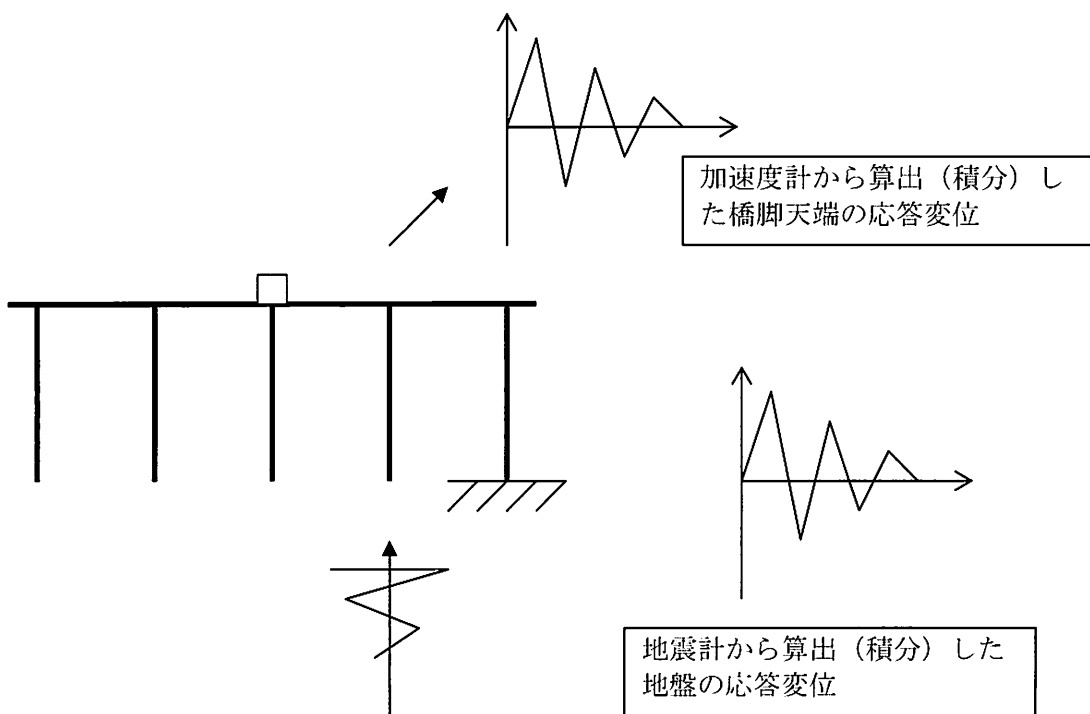 加速度計から算出（積分）し
た橋脚天端の応答変位
地震計から算出（積分）した
地盤の応答変位